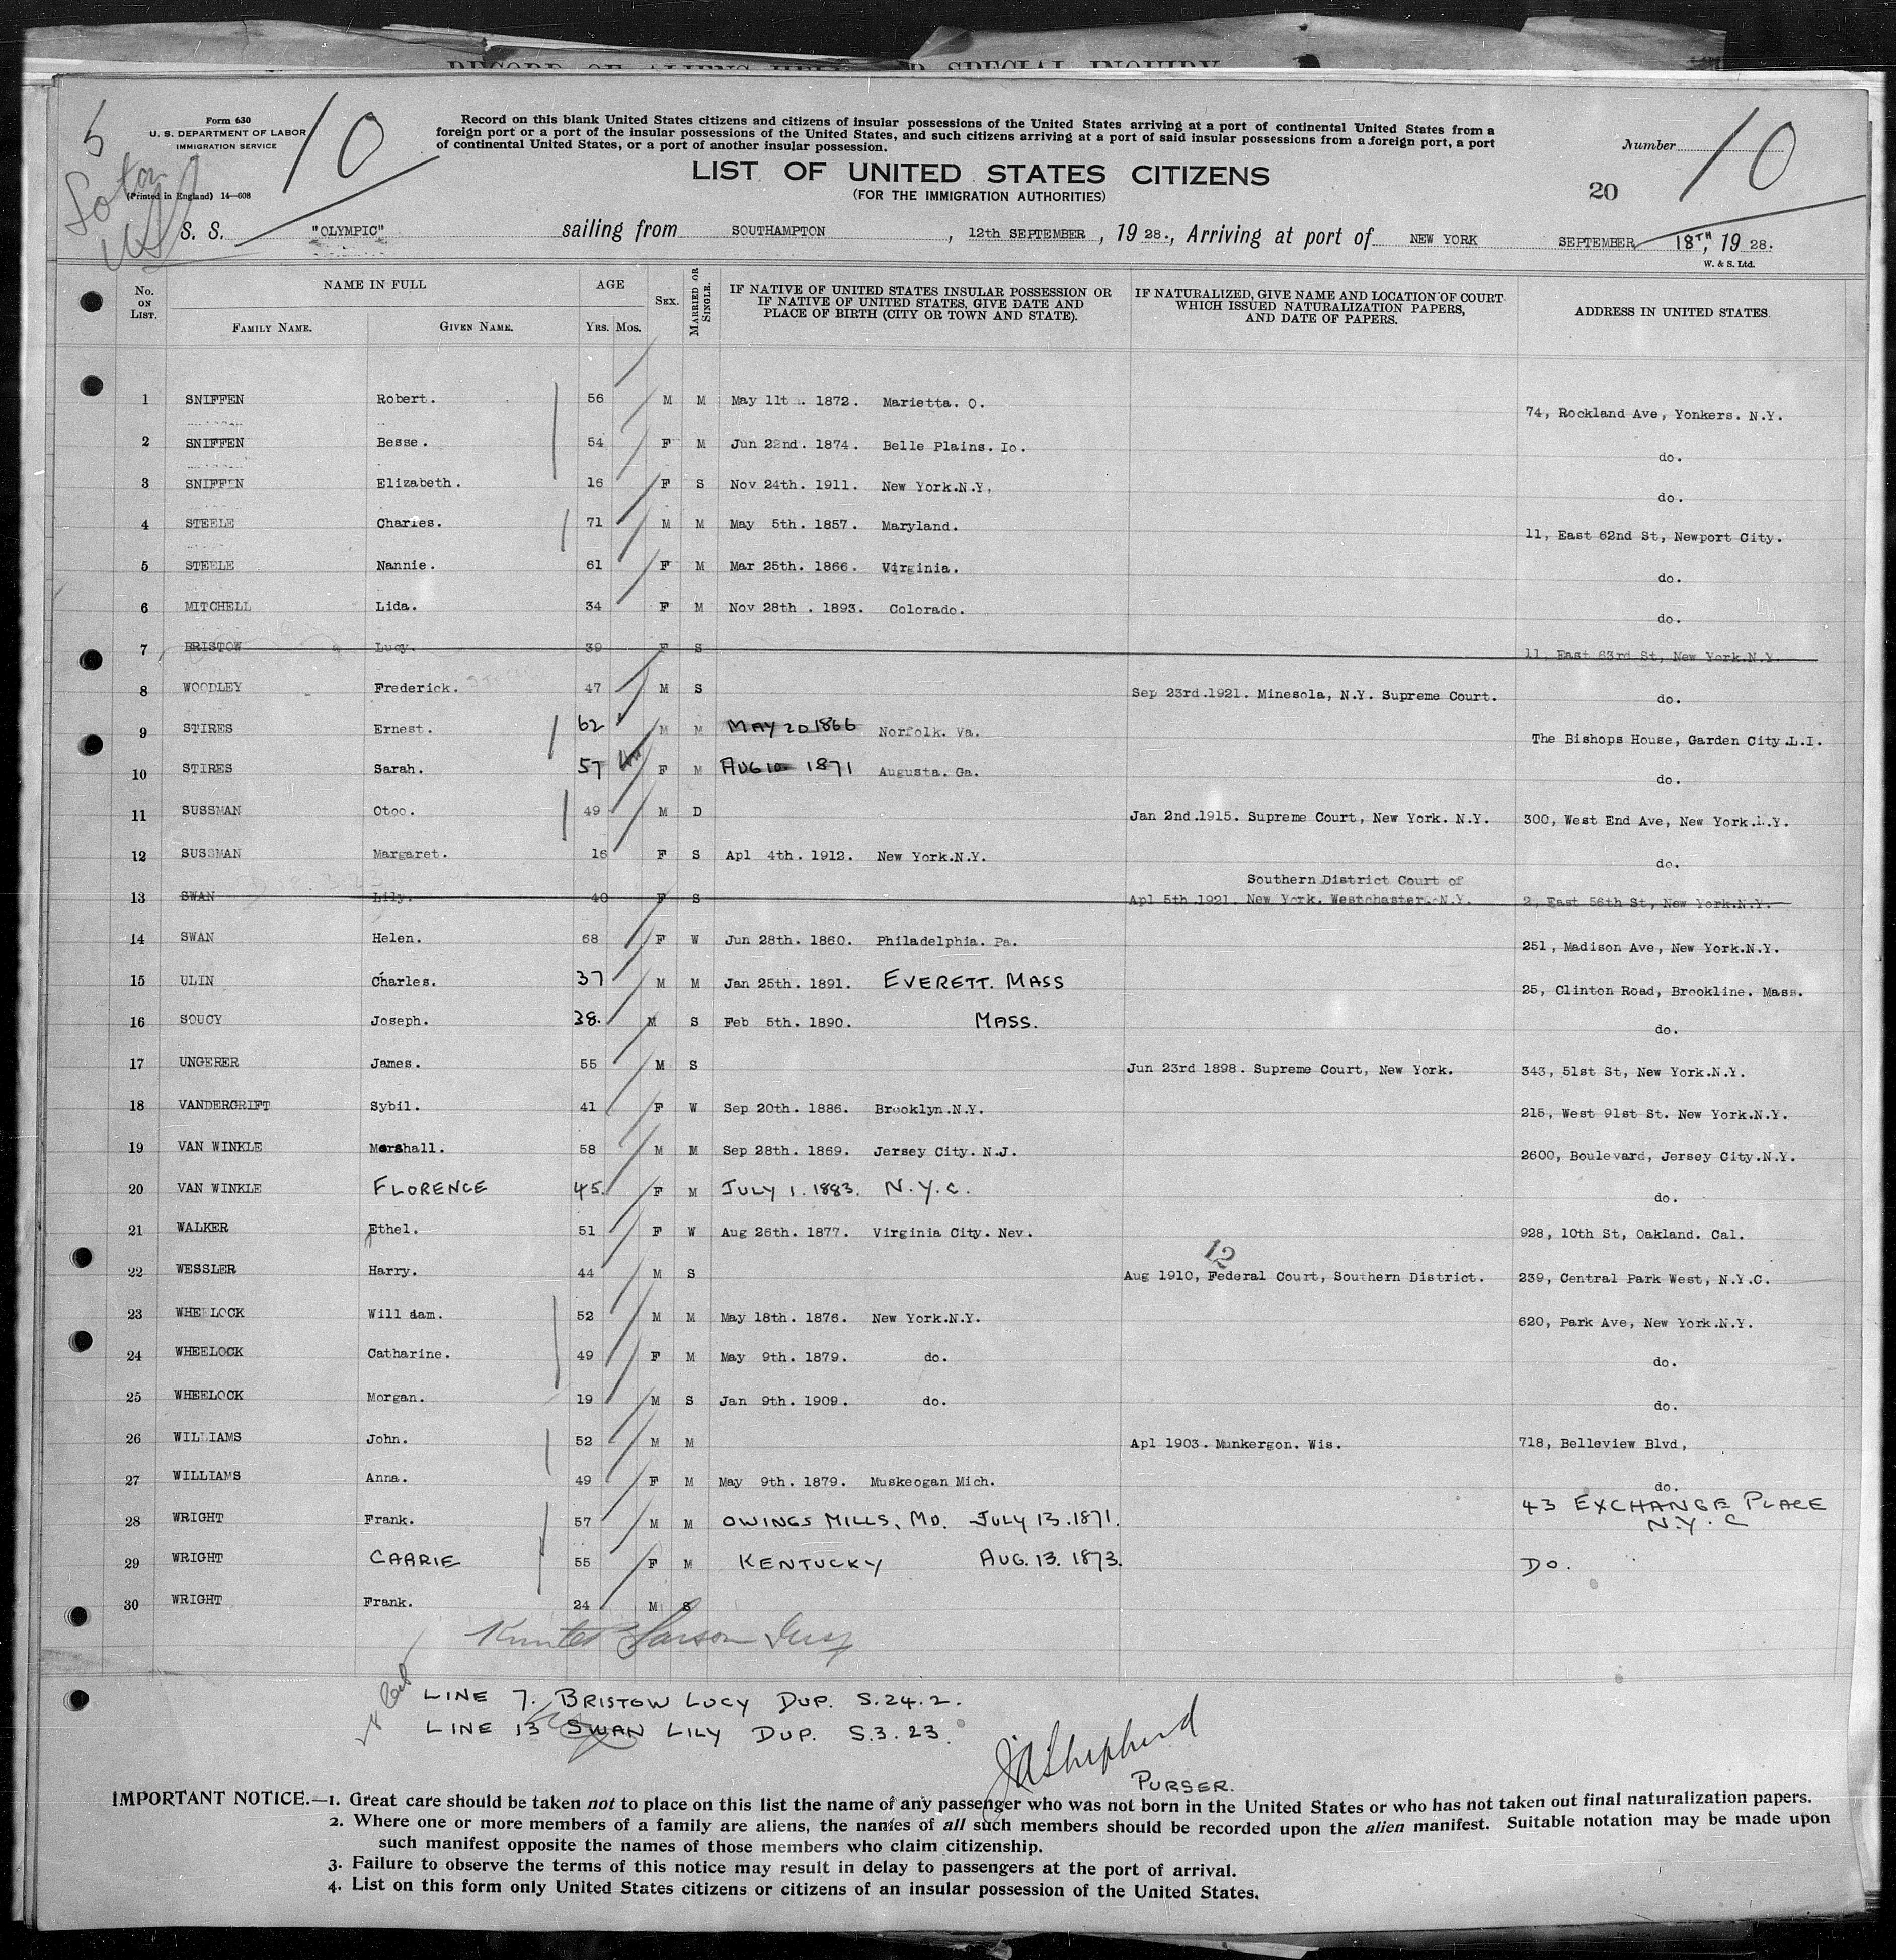 5
Form 630
U. S. DEPARTMENT OF LABOR
IMMIGRATION SERVICE
(Printed in England) 14—608
10
Record on this blank United States citizens and citizens of insular possessions of the United States arriving at a port of continental United States from a
foreign port or a port of the insular possessions of the United States, and such citizens arriving at a port of said insular possessions from a foreign port, a port
of continental United States, or a port of another insular possession.
LIST OF UNITED STATES CITIZENS
(FOR THE IMMIGRATION AUTHORITIES)
Number 10
20
S. S. "OLYMPIC" sailing from SOUTHAMPTON, 12th SEPTEMBER, 1928., Arriving at port of NEW YORK SEPTEMBER 18TH, 1928.
W. & S. Ltd.
No. ON LIST. NAME IN FULL FAMILY NAME. GIVEN NAME. AGE YRS. MOS. SEX. MARRIED OR SINGLE. IF NATIVE OF UNITED STATES INSULAR POSSESSION OR IF NATIVE OF UNITED STATES, GIVE DATE AND PLACE OF BIRTH (CITY OR TOWN AND STATE). IF NATURALIZED, GIVE NAME AND LOCATION OF COURT WHICH ISSUED NATURALIZATION PAPERS, AND DATE OF PAPERS. ADDRESS IN UNITED STATES.
1 SNIFFEN Robert. 56 M M May 11th. 1872. Marietta. O. 74, Rockland Ave, Yonkers. N.Y.
2 SNIFFEN Besse. 54 F M Jun 22nd. 1874. Belle Plains. Io. do.
3 SNIFFEN Elizabeth. 16 F S Nov 24th. 1911. New York.N.Y, do.
4 STEELE Charles. 71 M M May 5th. 1857. Maryland. 11, East 62nd St, Newport City.
5 STEELE Nannie. 61 F M Mar 25th. 1866. Virginia. do.
6 MITCHELL Lida. 34 F M Nov 28th . 1893. Colorado. do.
7 BRISTOW Lucy. 39 F S 11, East 63rd St, New York.N.Y.
8 WOODLEY Frederick. 47 M S Sep 23rd.1921. Minesola, N.Y. Supreme Court. do.
9 STIRES Ernest. 62 M M MAY 20 1866 Norfolk. Va. The Bishops House, Garden City.L.I.
10 STIRES Sarah. 57 F M AUG 10 1871 Augusta. Ga. do.
11 SUSSMAN Otoo. 49 M D Jan 2nd.1915. Supreme Court, New York. N.Y. 300, West End Ave, New York.N.Y.
12 SUSSMAN Margaret. 16 F S Apl 4th. 1912. New York.N.Y. do.
Southern District Court of
13 SWAN Lily. 40 F S Apl 5th.1921. New York. Westchester.N.Y. 2, East 56th St, New York.N.Y.
14 SWAN Helen. 68 F W Jun 28th. 1860. Philadelphia. Pa. 251, Madison Ave, New York.N.Y.
15 ULIN Charles. 37 M M Jan 25th. 1891. EVERETT. MASS 25, Clinton Road, Brookline. Mass.
16 SOUCY Joseph. 38. M S Feb 5th. 1890. MASS. do.
17 UNGERER James. 55 M S Jun 23rd 1898. Supreme Court, New York. 343, 51st St, New York.N.Y.
18 VANDERGRIFT Sybil. 41 F W Sep 20th. 1886. Brooklyn.N.Y. 215, West 91st St. New York.N.Y.
19 VAN WINKLE Marshall. 58 M M Sep 28th. 1869. Jersey City. N.J. 2600, Boulevard, Jersey City.N.Y.
20 VAN WINKLE FLORENCE 45. F M JULY 1. 1883. N.Y.C. do.
21 WALKER Ethel. 51 F W Aug 26th. 1877. Virginia City. Nev. 928, 10th St, Oakland. Cal.
12
22 WESSLER Harry. 44 M S Aug 1910, Federal Court, Southern District. 239, Central Park West, N.Y.C.
23 WHEELOCK William. 52 M M May 18th. 1876. New York.N.Y. 620, Park Ave, New York.N.Y.
24 WHEELOCK Catharine. 49 F M May 9th. 1879. do. do.
25 WHEELOCK Morgan. 19 M S Jan 9th. 1909. do. do.
26 WILLIAMS John. 52 M M Apl 1903. Munkergon. Wis. 718, Belleview Blvd,
27 WILLIAMS Anna. 49 F M May 9th. 1879. Muskeogan Mich. do.
28 WRIGHT Frank. 57 M M OWINGS MILLS, MD. JULY 13. 1871. 43 EXCHANGE PLACE N.Y.C
29 WRIGHT CARRIE 55 F M KENTUCKY AUG. 13. 1873. DO.
30 WRIGHT Frank. 24 M S
LINE 7. BRISTOW LUCY DUP. S.24.2.
LINE 13 SWAN LILY DUP. S.3.23.
J A Shepherd
PURSER.
IMPORTANT NOTICE.—1. Great care should be taken not to place on this list the name of any passenger who was not born in the United States or who has not taken out final naturalization papers.
2. Where one or more members of a family are aliens, the names of all such members should be recorded upon the alien manifest. Suitable notation may be made upon
such manifest opposite the names of those members who claim citizenship.
3. Failure to observe the terms of this notice may result in delay to passengers at the port of arrival.
4. List on this form only United States citizens or citizens of an insular possession of the United States.